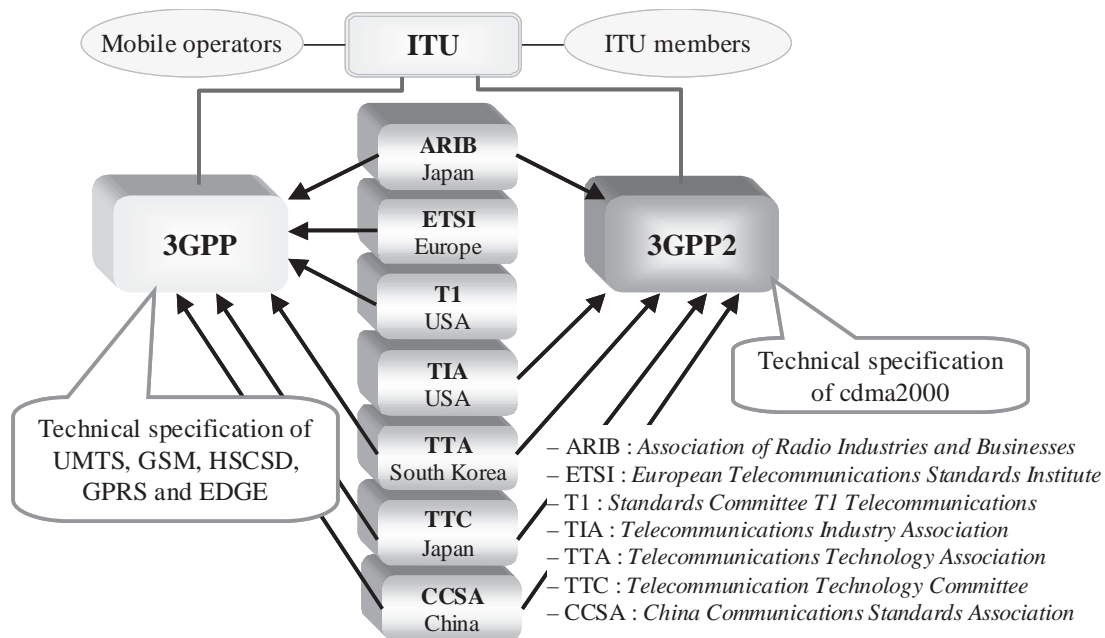 Mobile operators
ITU
ITU members
ARIB
Japan
ETSI
Europe
T1
USA
TIA
USA
TTA
South Korea
TTC
Japan
CCSA
China
3GPP
3GPP2
Technical specification of
UMTS, GSM, HSCSD,
GPRS and EDGE
Technical specification
of cdma2000
– ARIB : Association of Radio Industries and Businesses
– ETSI : European Telecommunications Standards Institute
– T1 : Standards Committee T1 Telecommunications
– TIA : Telecommunications Industry Association
– TTA : Telecommunications Technology Association
– TTC : Telecommunication Technology Committee
– CCSA : China Communications Standards Association